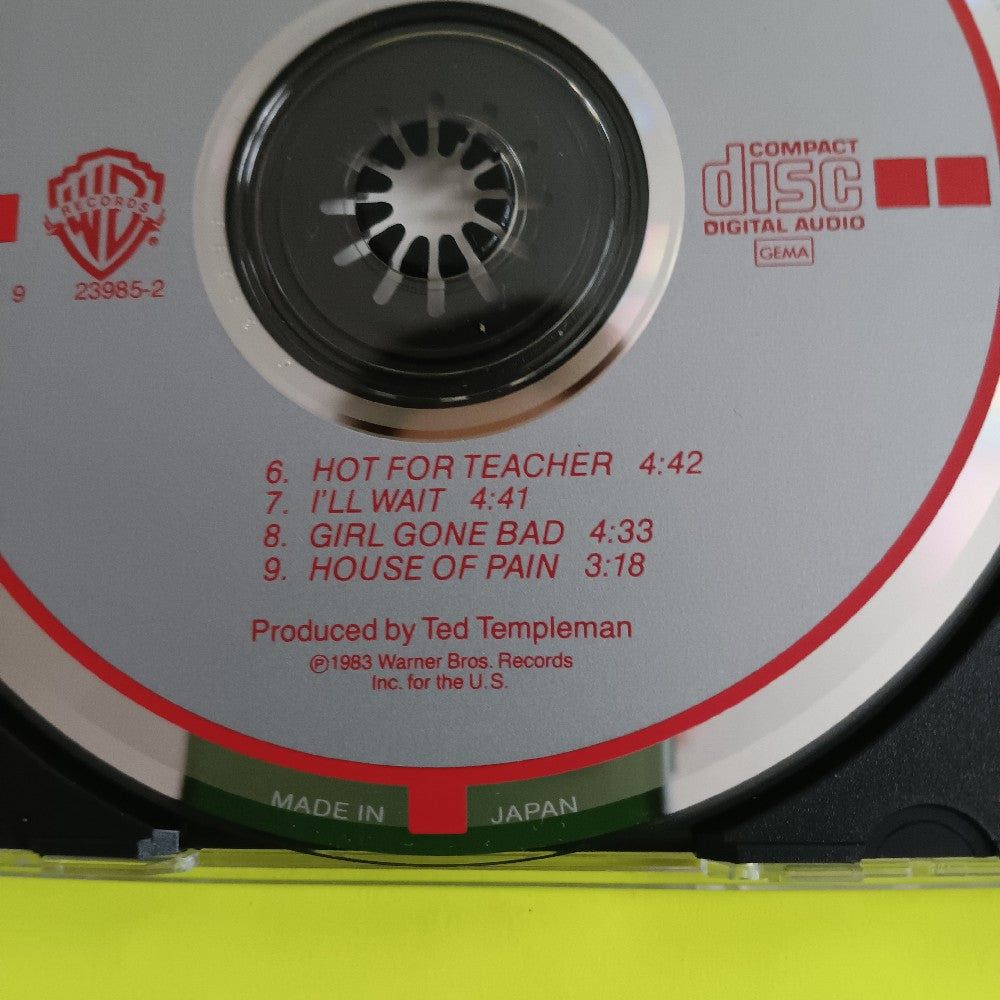 WB
RECORDS
®
9 23985-2
COMPACT
disc
DIGITAL AUDIO
GEMA
6. HOT FOR TEACHER 4:42
7. I'LL WAIT 4:41
8. GIRL GONE BAD 4:33
9. HOUSE OF PAIN 3:18
Produced by Ted Templeman
℗1983 Warner Bros. Records
Inc. for the U.S.
MADE IN JAPAN